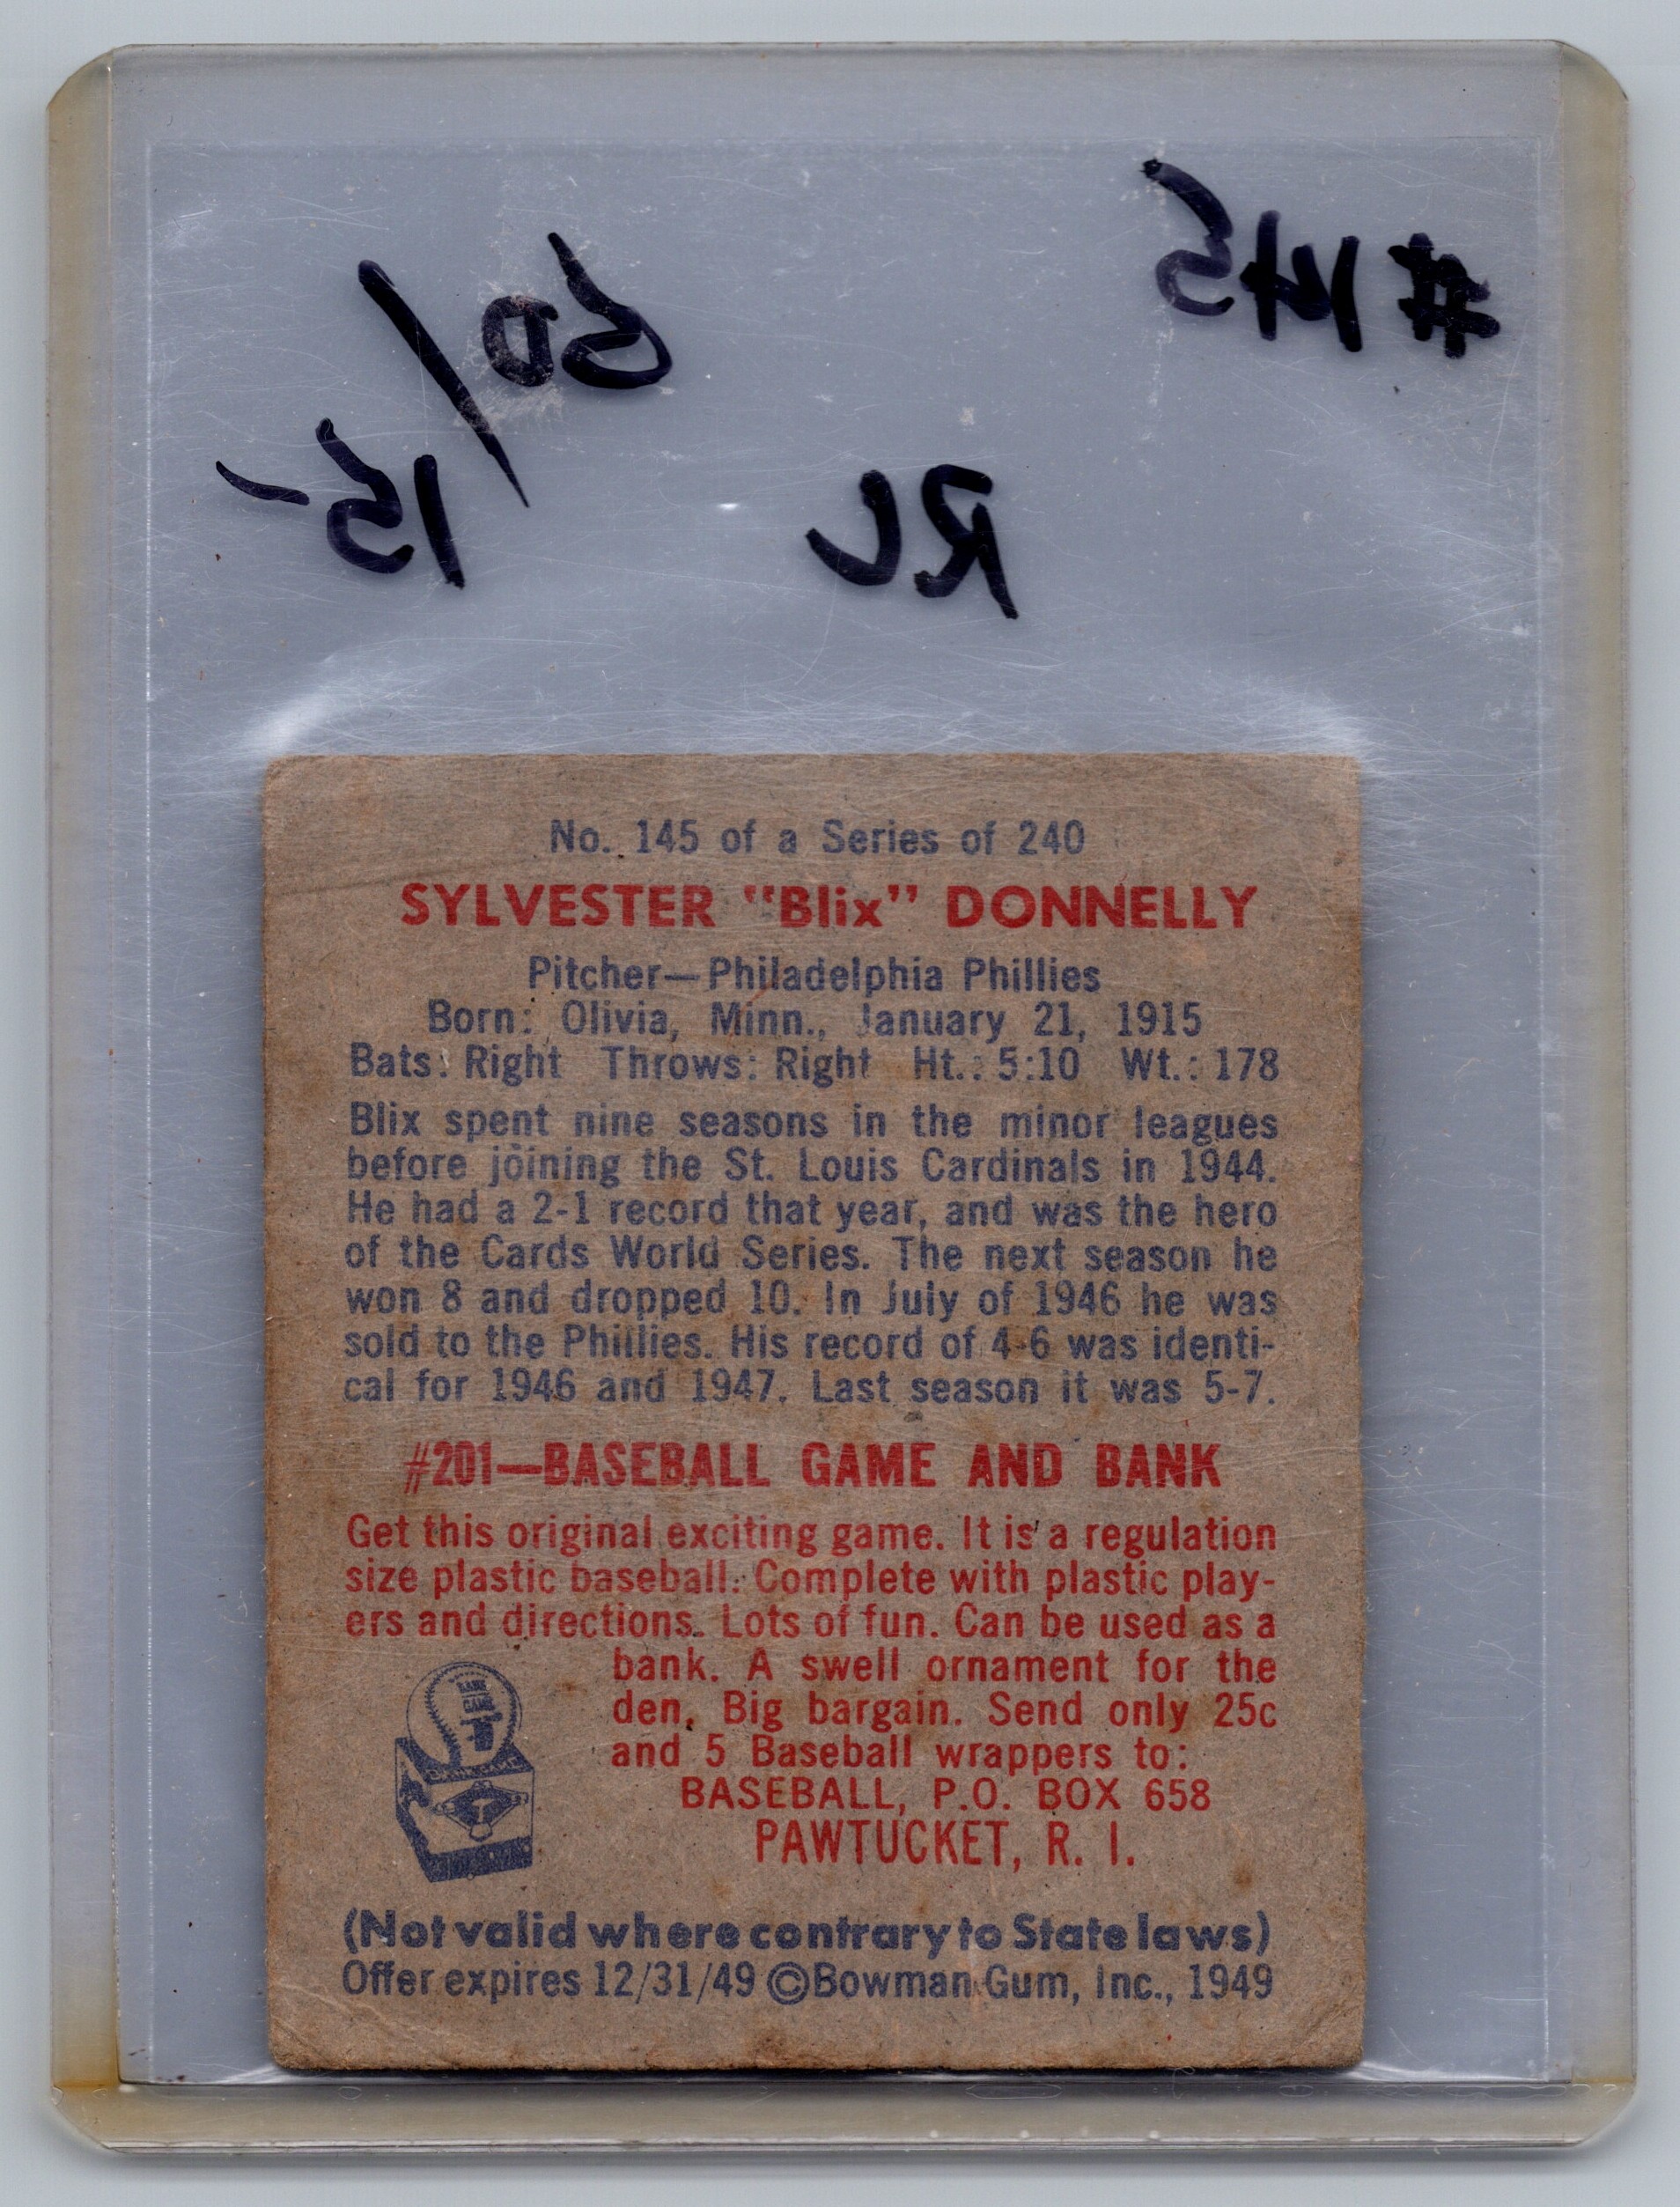 #145
60/
15-
RC
No. 145 of a Series of 240
SYLVESTER "Blix" DONNELLY
Pitcher—Philadelphia Phillies
Born: Olivia, Minn., January 21, 1915
Bats: Right Throws: Right Ht.: 5:10 Wt.: 178
Blix spent nine seasons in the minor leagues
before joining the St. Louis Cardinals in 1944.
He had a 2-1 record that year, and was the hero
of the Cards World Series. The next season he
won 8 and dropped 10. In July of 1946 he was
sold to the Phillies. His record of 4-6 was identi-
cal for 1946 and 1947. Last season it was 5-7.
#201—BASEBALL GAME AND BANK
Get this original exciting game. It is a regulation
size plastic baseball. Complete with plastic play-
ers and directions. Lots of fun. Can be used as a
bank. A swell ornament for the
den. Big bargain. Send only 25c
and 5 Baseball wrappers to:
BASEBALL, P.O. BOX 658
PAWTUCKET, R. I.
(Not valid where contrary to State laws)
Offer expires 12/31/49 ©Bowman Gum, Inc., 1949